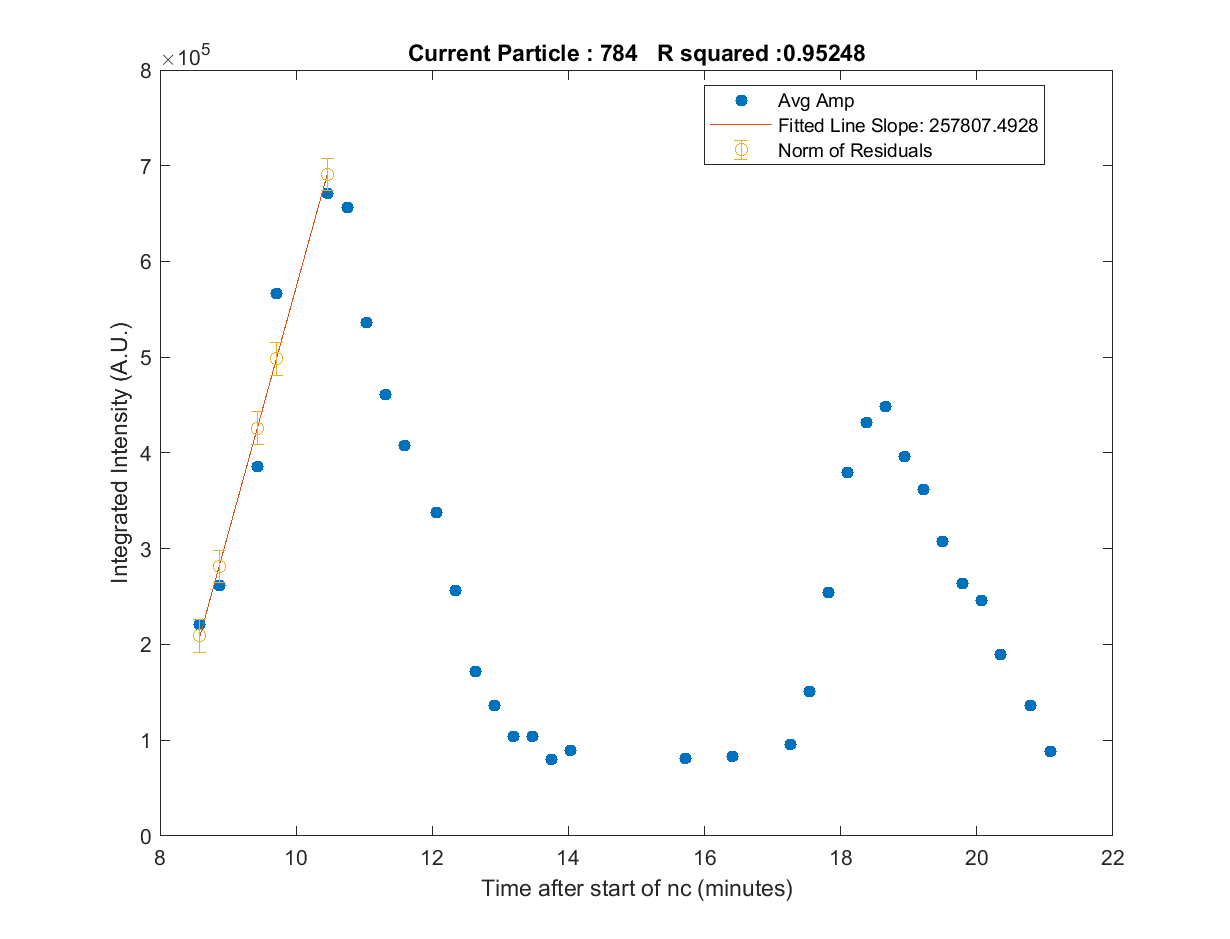 Current Particle : 784   R squared :0.95248
×10^5
8
7
6
5
4
3
2
1
0
Integrated Intensity (A.U.)
Avg Amp
Fitted Line Slope: 257807.4928
Norm of Residuals
8 10 12 14 16 18 20 22
Time after start of nc (minutes)